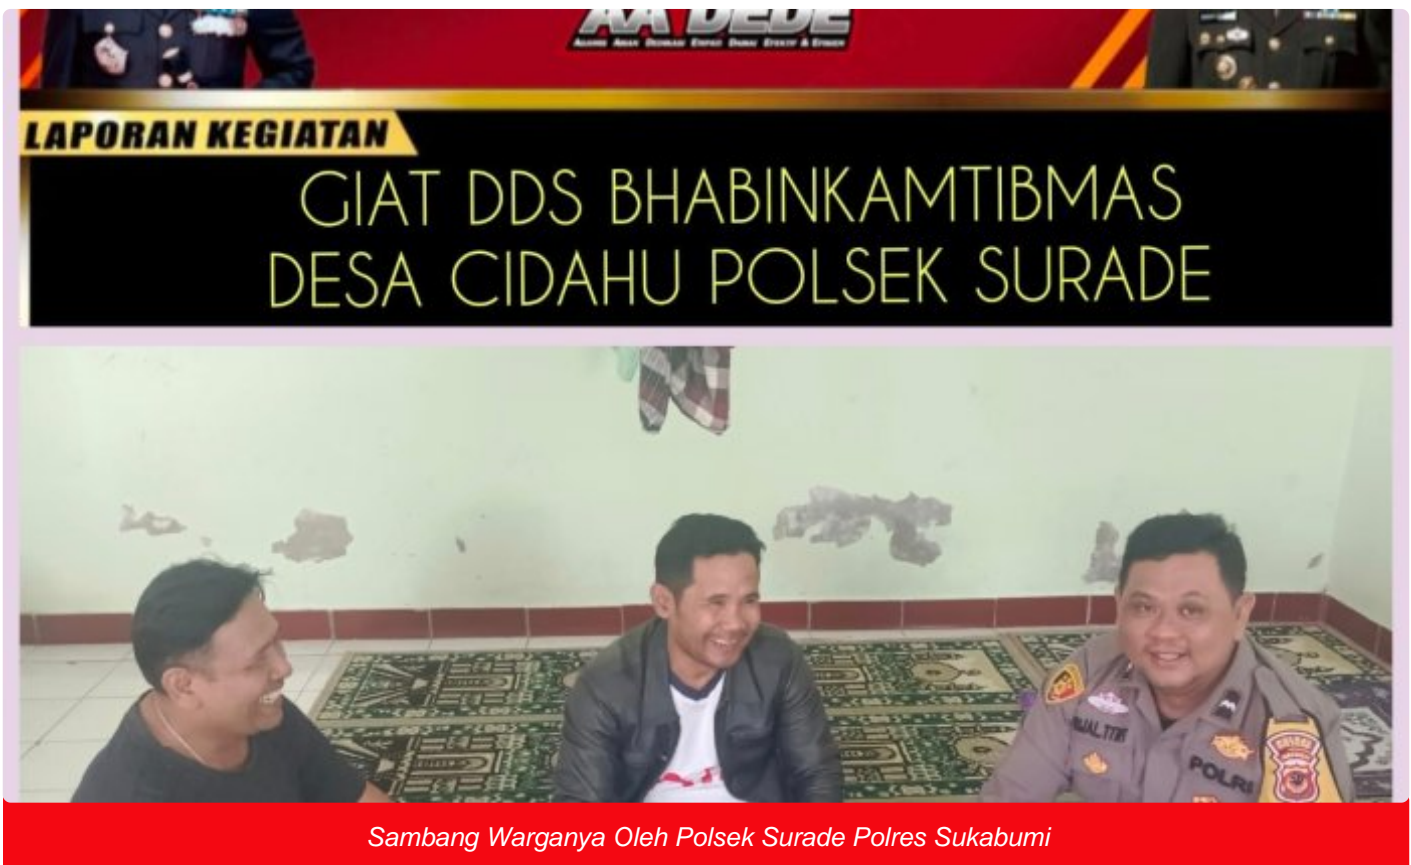 AA DEDE
LAPORAN KEGIATAN
GIAT DDS BHABINKAMTIBMAS
DESA CIDAHU POLSEK SURADE
POLRI
Sambang Warganya Oleh Polsek Surade Polres Sukabumi